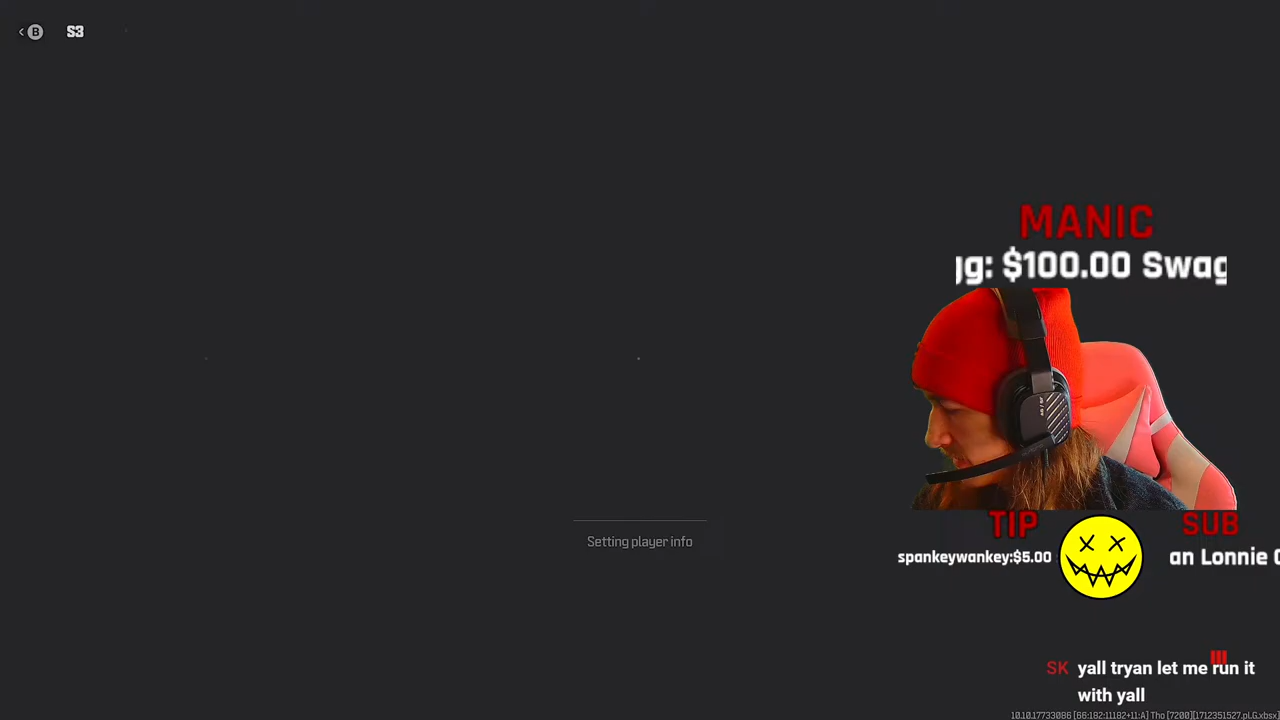 B S3
MANIC
gg: $100.00 Swag
TIP
SUB
spankeywankey:$5.00
an Lonnie
Setting player info
SK yall tryan let me run it
with yall